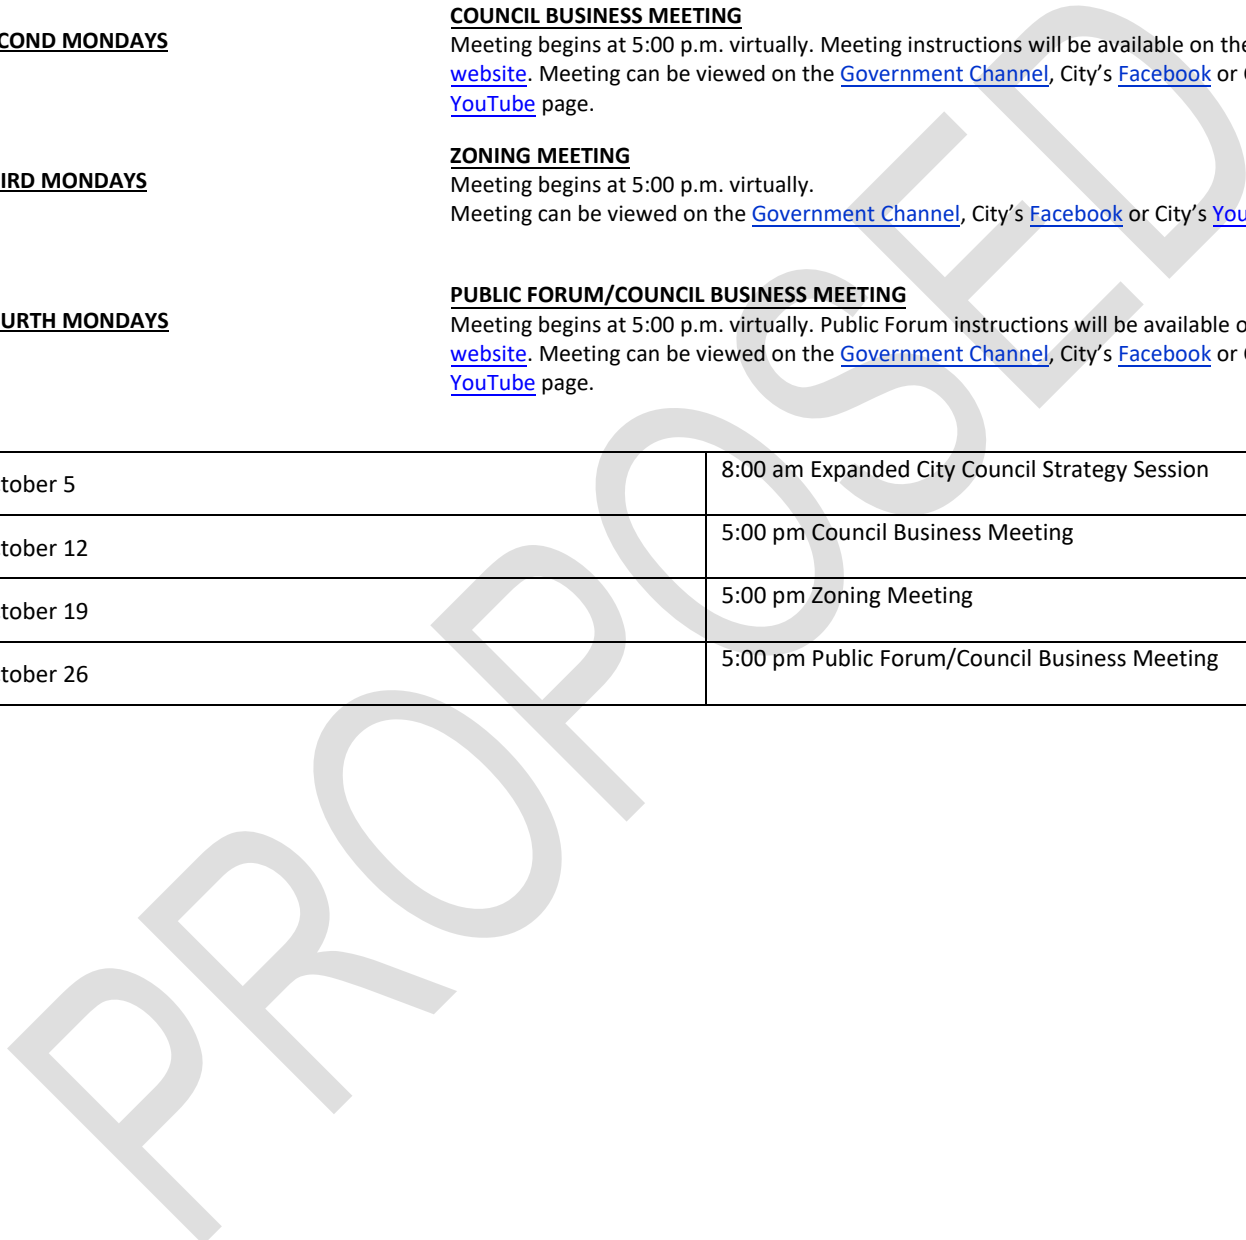 COUNCIL BUSINESS MEETING
COND MONDAYS
Meeting begins at 5:00 p.m. virtually. Meeting instructions will be available on the
website. Meeting can be viewed on the Government Channel, City’s Facebook or
YouTube page.
ZONING MEETING
IRD MONDAYS
Meeting begins at 5:00 p.m. virtually.
Meeting can be viewed on the Government Channel, City’s Facebook or City’s You
PUBLIC FORUM/COUNCIL BUSINESS MEETING
URTH MONDAYS
Meeting begins at 5:00 p.m. virtually. Public Forum instructions will be available o
website. Meeting can be viewed on the Government Channel, City’s Facebook or
YouTube page.
tober 5
8:00 am Expanded City Council Strategy Session
tober 12
5:00 pm Council Business Meeting
tober 19
5:00 pm Zoning Meeting
tober 26
5:00 pm Public Forum/Council Business Meeting
PROPOSED